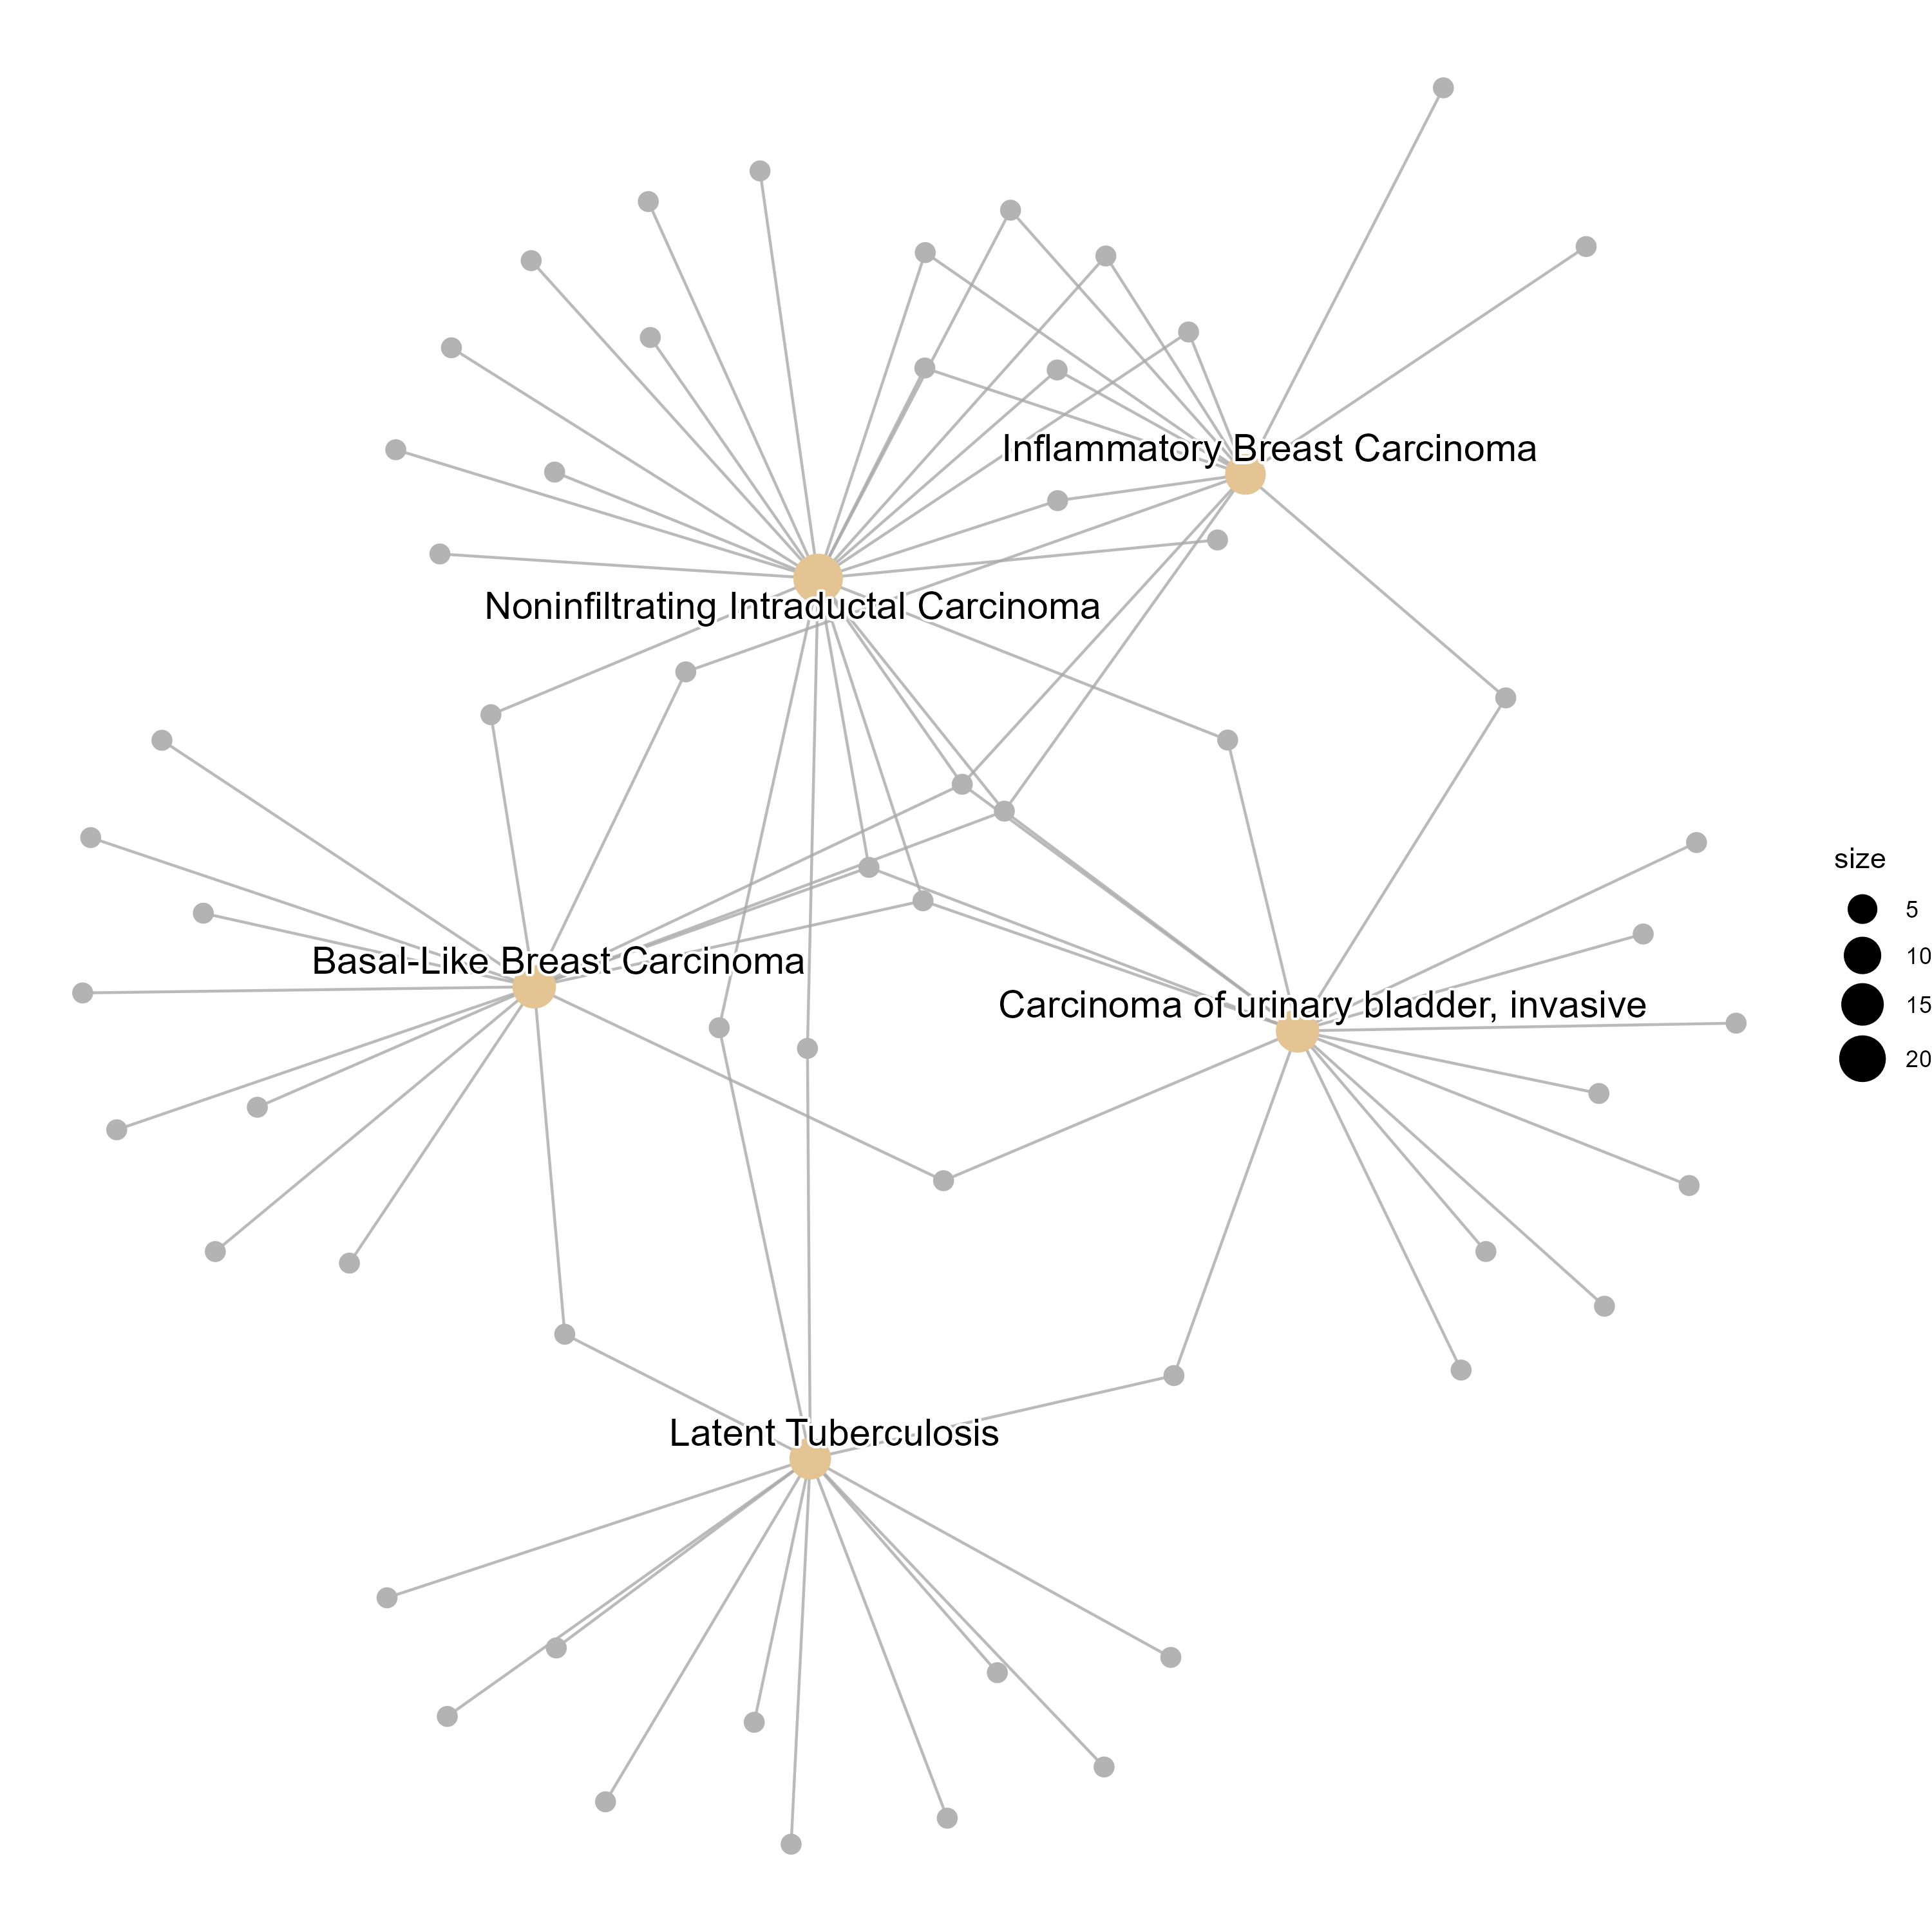 Inflammatory Breast Carcinoma
Noninfiltrating Intraductal Carcinoma
Basal-Like Breast Carcinoma
Carcinoma of urinary bladder, invasive
Latent Tuberculosis
size
5
10
15
20